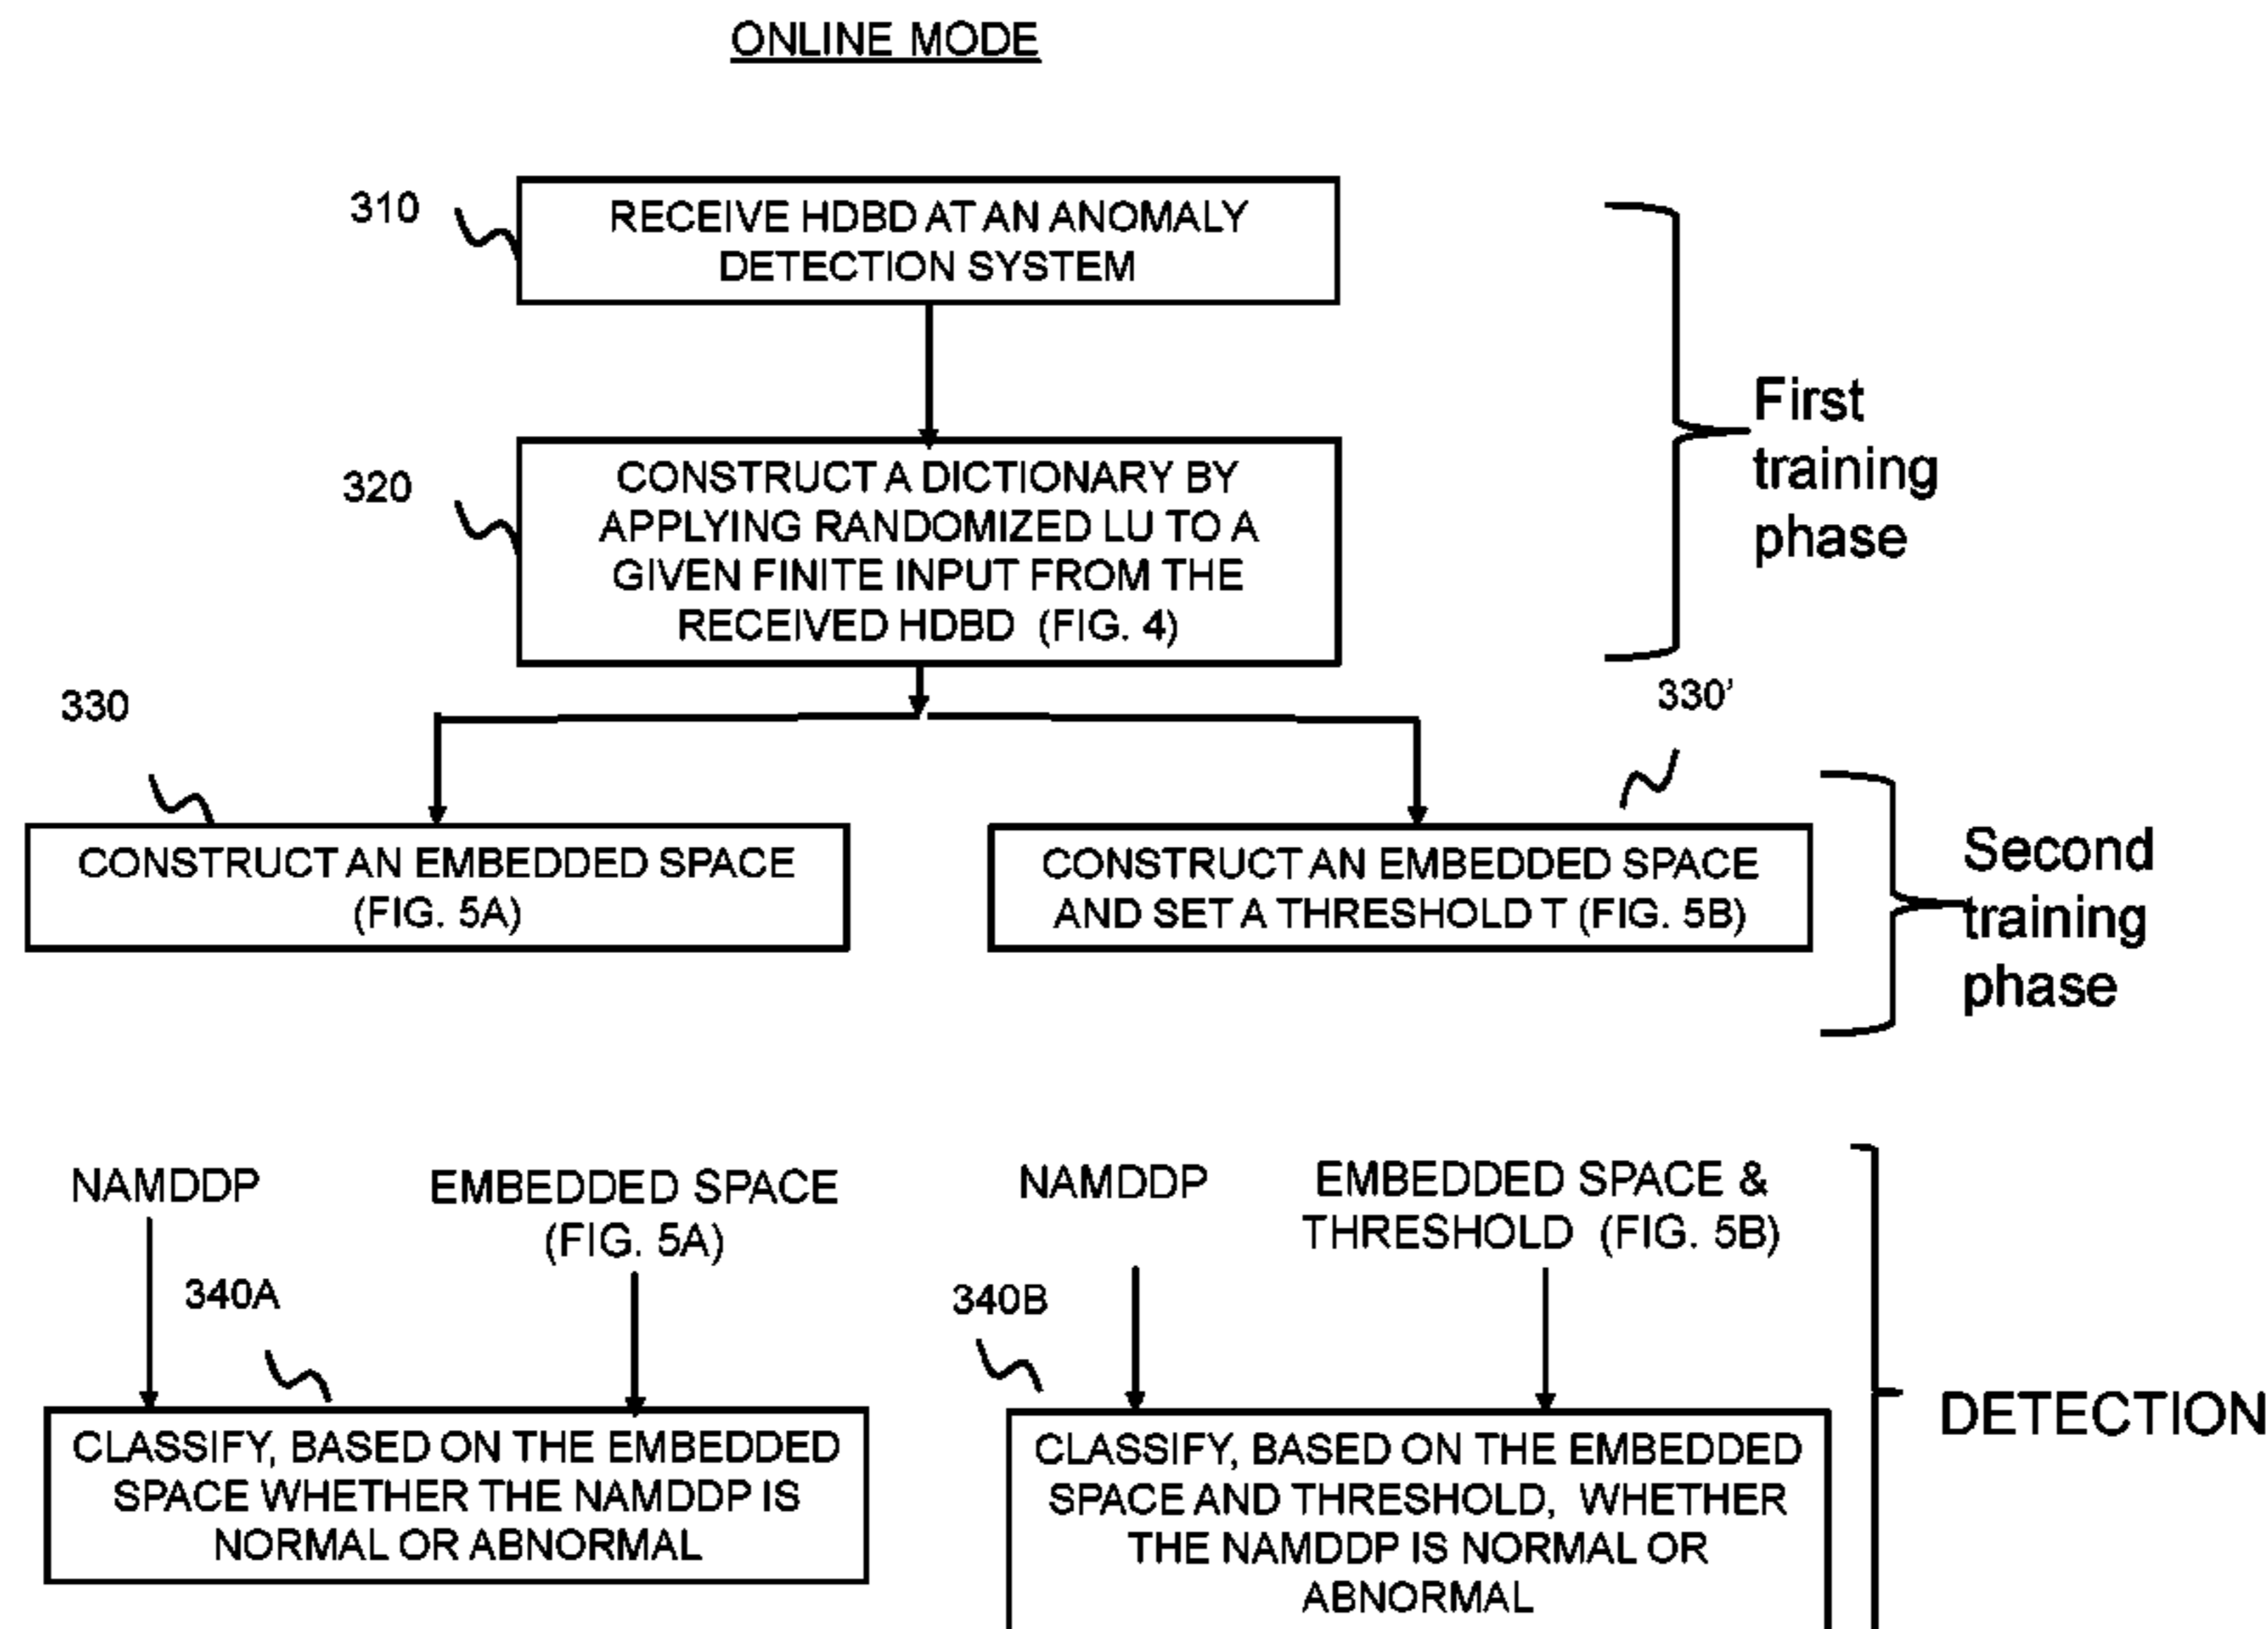 ONLINE MODE
310
RECEIVE HDBD AT AN ANOMALY
DETECTION SYSTEM
320
CONSTRUCT A DICTIONARY BY
APPLYING RANDOMIZED LU TO A
GIVEN FINITE INPUT FROM THE
RECEIVED HDBD (FIG. 4)
First
training
phase
330
CONSTRUCT AN EMBEDDED SPACE
(FIG. 5A)
330’
CONSTRUCT AN EMBEDDED SPACE
AND SET A THRESHOLD T (FIG. 5B)
Second
training
phase
NAMDDP
EMBEDDED SPACE
(FIG. 5A)
340A
CLASSIFY, BASED ON THE EMBEDDED
SPACE WHETHER THE NAMDDP IS
NORMAL OR ABNORMAL
NAMDDP
EMBEDDED SPACE &
THRESHOLD (FIG. 5B)
340B
CLASSIFY, BASED ON THE EMBEDDED
SPACE AND THRESHOLD, WHETHER
THE NAMDDP IS NORMAL OR
ABNORMAL
DETECTION